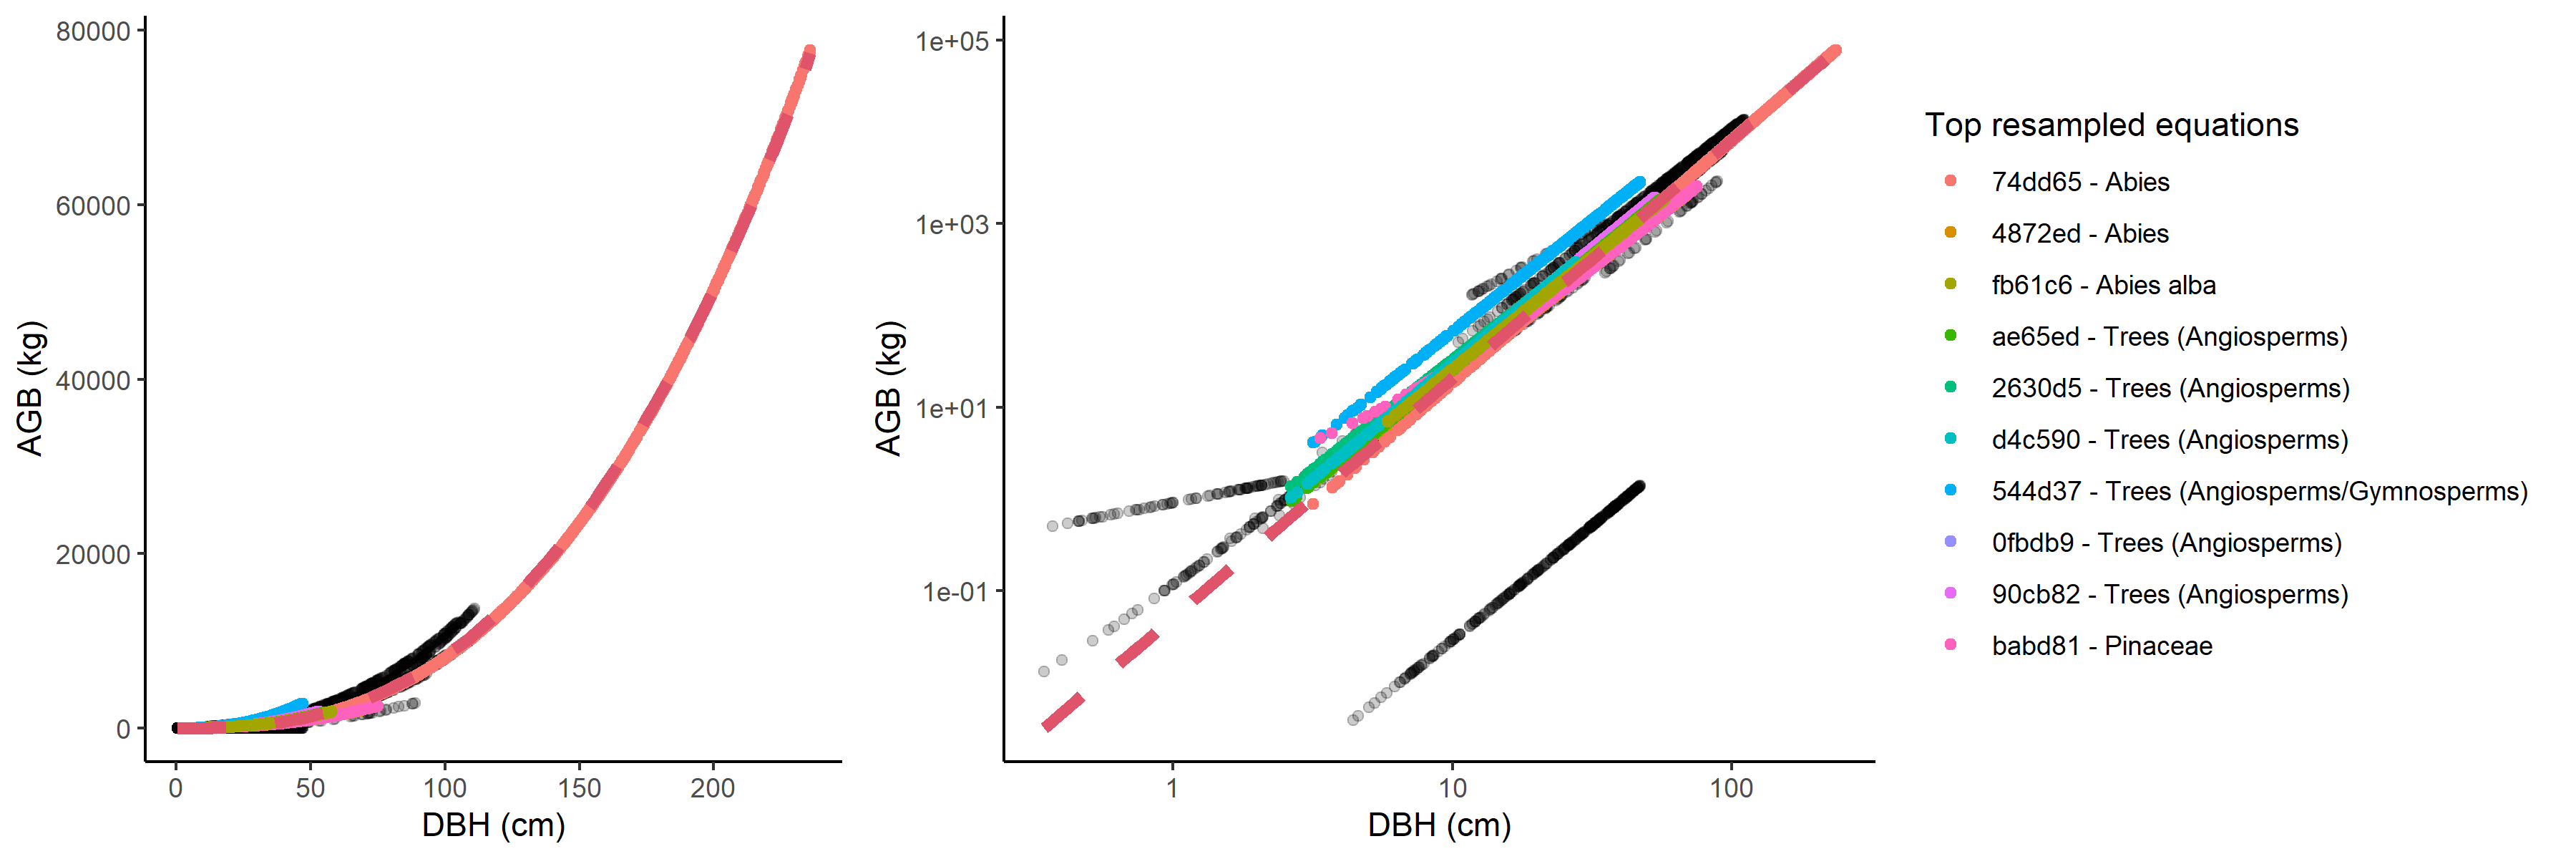 AGB (kg)
80000
60000
40000
20000
0
0 50 100 150 200
DBH (cm)
AGB (kg)
1e+05
1e+03
1e+01
1e-01
1 10 100
DBH (cm)
Top resampled equations
74dd65 - Abies
4872ed - Abies
fb61c6 - Abies alba
ae65ed - Trees (Angiosperms)
2630d5 - Trees (Angiosperms)
d4c590 - Trees (Angiosperms)
544d37 - Trees (Angiosperms/Gymnosperms)
0fbdb9 - Trees (Angiosperms)
90cb82 - Trees (Angiosperms)
babd81 - Pinaceae